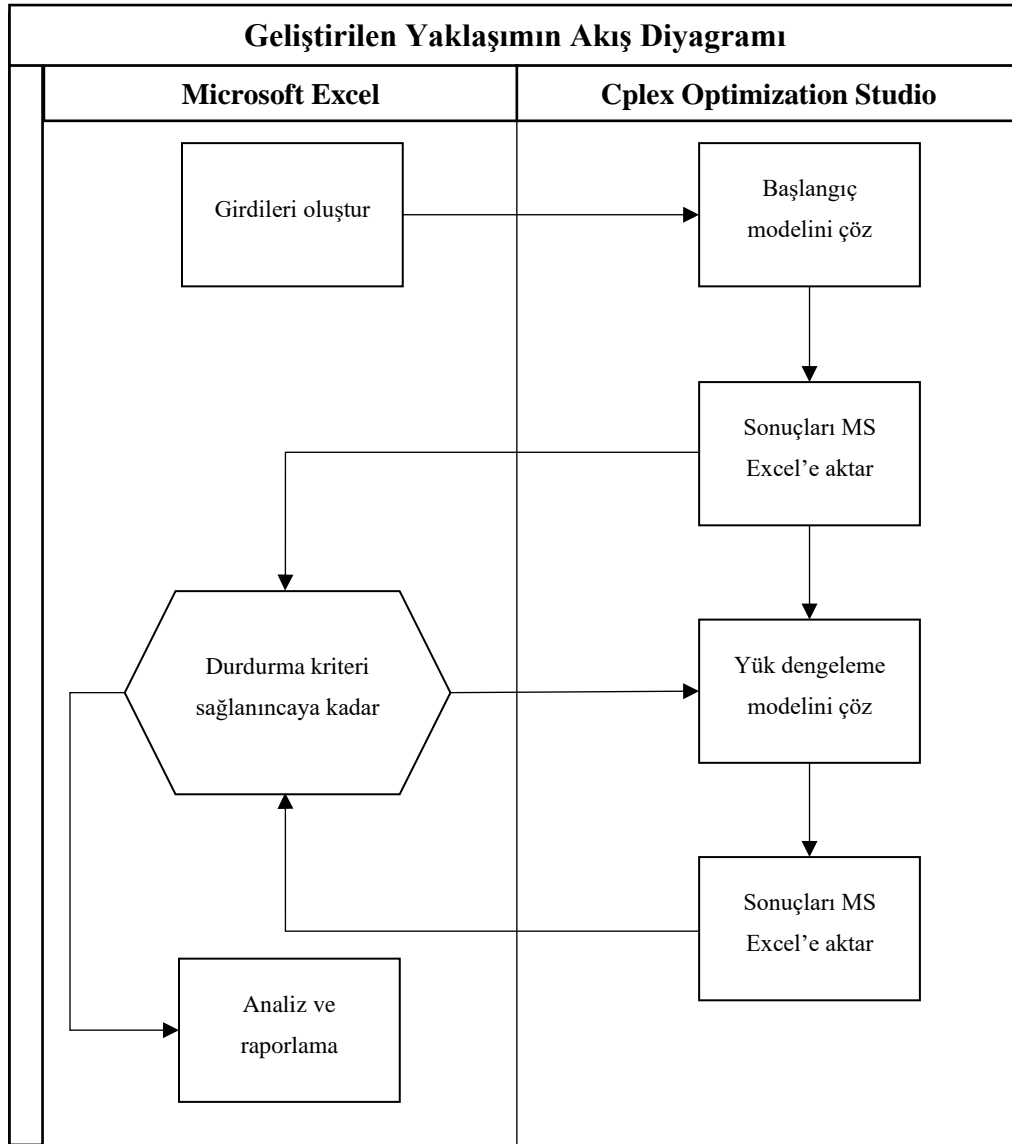 Geliştirilen Yaklaşımın Akış Diyagramı
Microsoft Excel
Cplex Optimization Studio
Girdileri oluştur
Başlangıç
modelini çöz
Sonuçları MS
Excel’e aktar
Durdurma kriteri
sağlanıncaya kadar
Yük dengeleme
modelini çöz
Sonuçları MS
Excel’e aktar
Analiz ve
raporlama